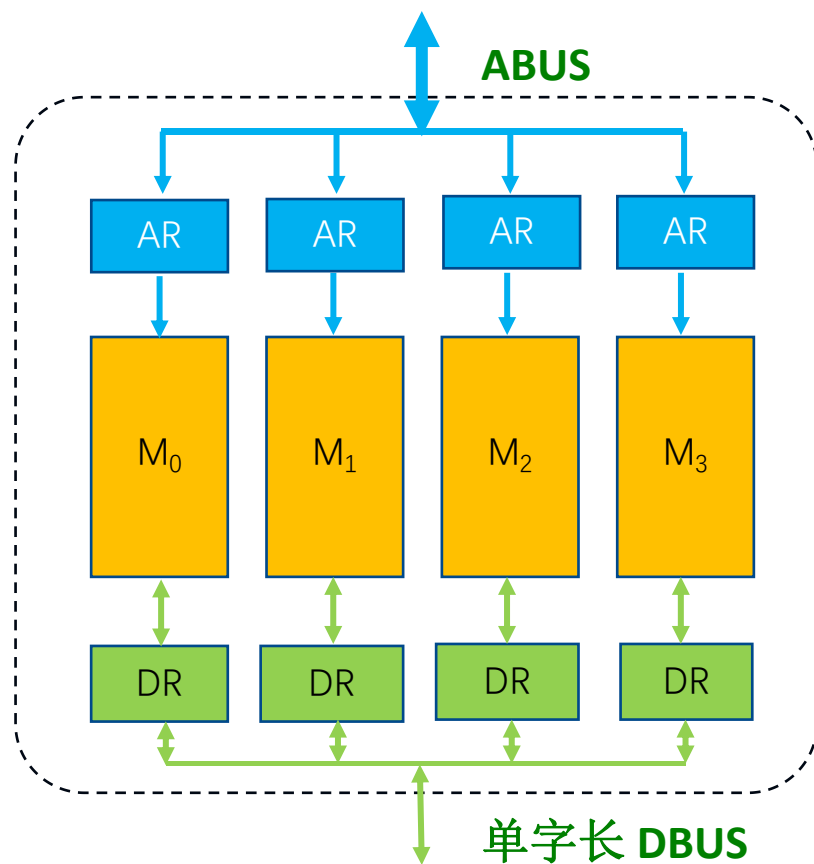 ABUS
AR AR AR AR
M₀ M₁ M₂ M₃
DR DR DR DR
单字长 DBUS